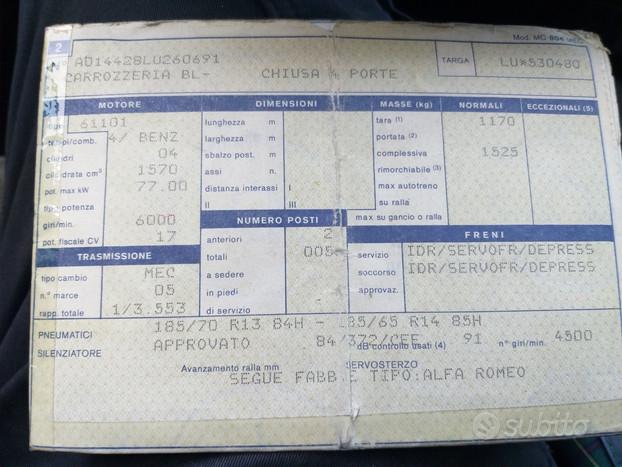 2
Mod. MC 804
AD14428LU260691
CARROZZERIA BL- CHIUSA 4 PORTE
TARGA LU*530480
MOTORE
61101
4/ BENZ
cilindri 04
cilindrata cm³ 1570
pot. max kW 77.00
tipo potenza
giri/min. 6000
pot. fiscale CV 17
TRASMISSIONE
tipo cambio MEC
n.° marce 05
rapp. totale 1/3.553
DIMENSIONI
lunghezza m
larghezza m
sbalzo post. m
assi n.
distanza interassi I
II III
NUMERO POSTI
anteriori 2
totali 005
a sedere
in piedi
di servizio
MASSE (kg) NORMALI ECCEZIONALI (5)
tara (1) 1170
portata (2)
complessiva 1525
rimorchiabile (3)
max autotreno
su ralla
max su gancio o ralla
FRENI
servizio IDR/SERVOFR/DEPRESS
soccorso IDR/SERVOFR/DEPRESS
approvaz.
PNEUMATICI 185/70 R13 84H - 185/65 R14 85H
SILENZIATORE APPROVATO 84/372/CEE dB controllo usati (4) 91 n° giri/min. 4500
Avanzamento ralla mm SERVOSTERZO
SEGUE FABB.E TIPO:ALFA ROMEO
subito